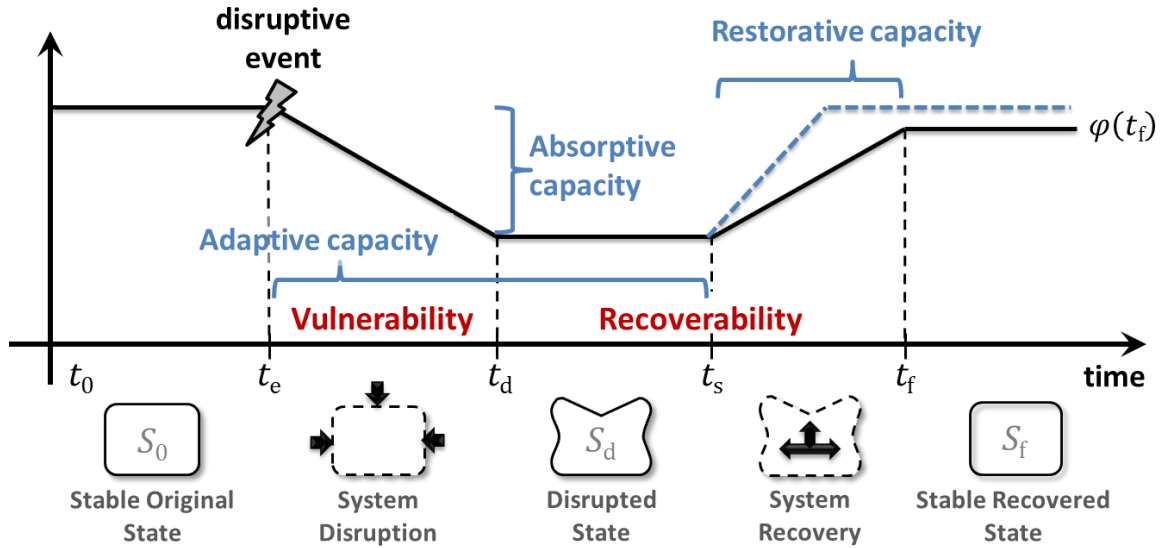 disruptive
event
Restorative capacity
φ(t_f)
Absorptive
capacity
Adaptive capacity
Vulnerability
Recoverability
t_0
t_e
t_d
t_s
t_f
time
S_0
S_d
S_f
Stable Original
State
System
Disruption
Disrupted
State
System
Recovery
Stable Recovered
State